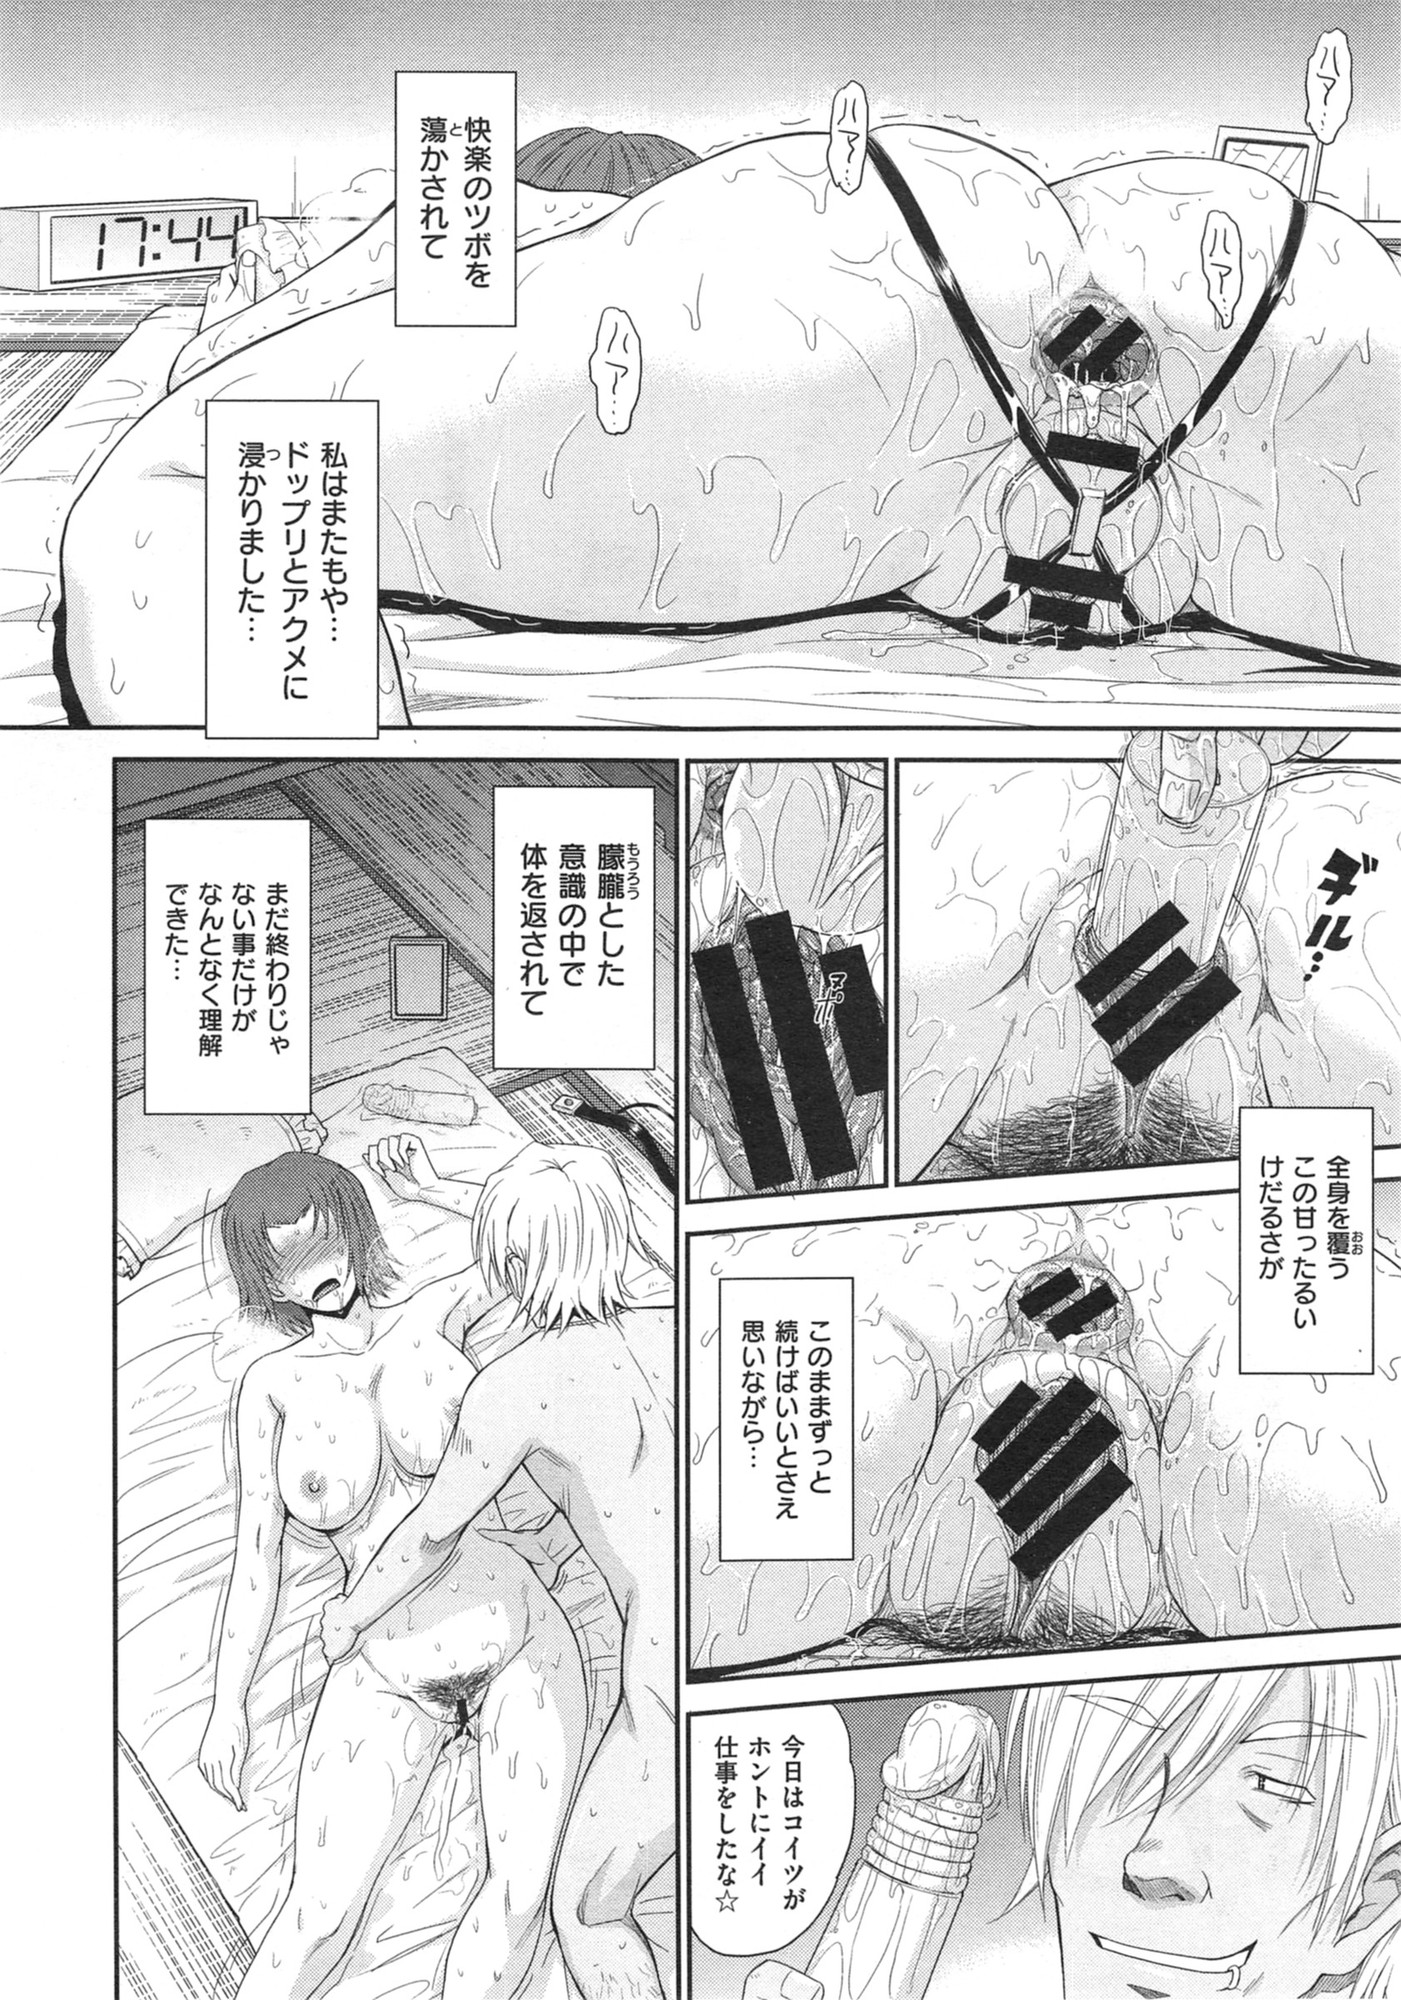 ハァ…
ハァ…
ハァ…
ハァ…
快楽のツボを
蕩かされて
17:44
私はまたもや…
ドップリとアクメに
浸かりました…
ヂル…
ヌ゛ッ
全身を覆う
この甘ったるい
けだるさが
このままずっと
続けばいいとさえ
思いながら…
今日はコイツが
ホントにイイ
仕事をしたな☆
朦朧とした
意識の中で
体を返されて
まだ終わりじゃ
ない事だけが
なんとなく理解
できた…